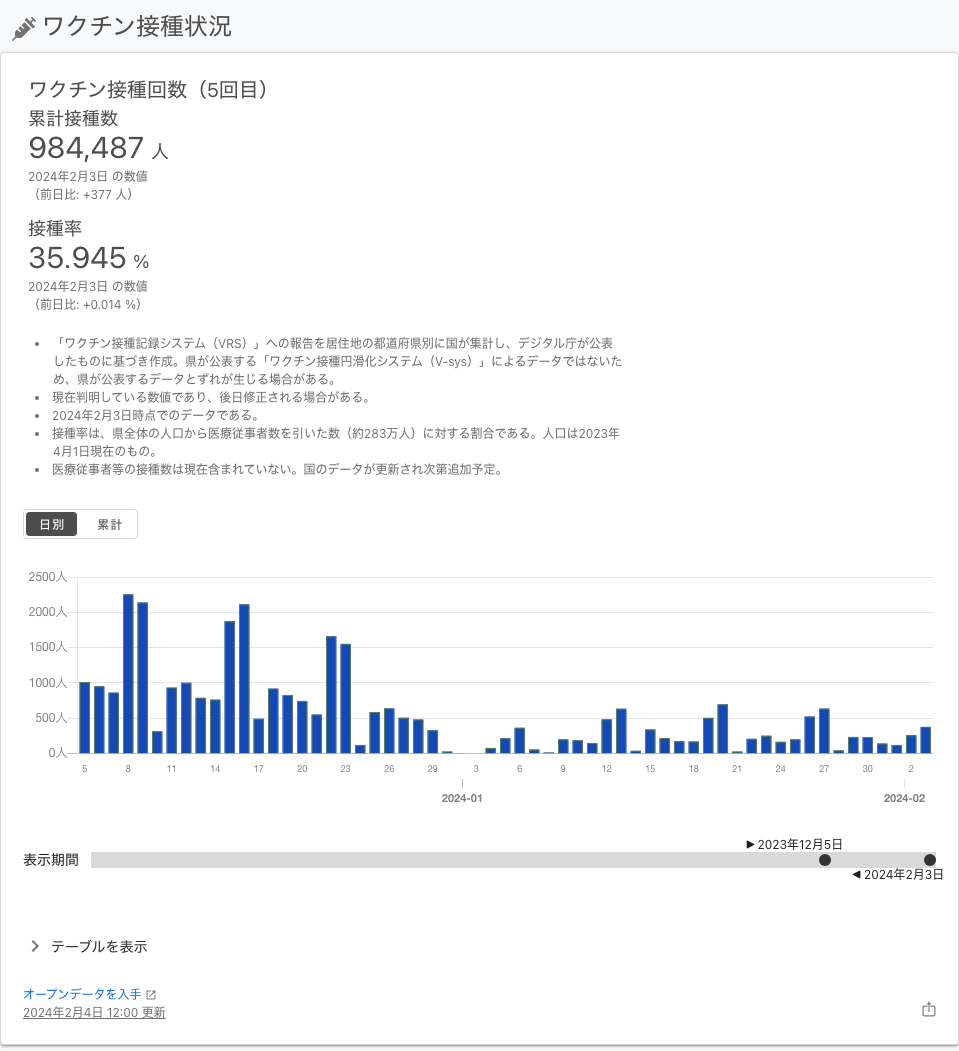 ワクチン接種状況
ワクチン接種回数（5回目）
累計接種数
984,487 人
2024年2月3日 の数値
（前日比: +377 人）
接種率
35.945 %
2024年2月3日 の数値
（前日比: +0.014 %）
• 「ワクチン接種記録システム（VRS）」への報告を居住地の都道府県別に国が集計し、デジタル庁が公表
したものに基づき作成。県が公表する「ワクチン接種円滑化システム（V-sys）」によるデータではないた
め、県が公表するデータとずれが生じる場合がある。
• 現在判明している数値であり、後日修正される場合がある。
• 2024年2月3日時点でのデータである。
• 接種率は、県全体の人口から医療従事者数を引いた数（約283万人）に対する割合である。人口は2023年
4月1日現在のもの。
• 医療従事者等の接種数は現在含まれていない。国のデータが更新され次第追加予定。
日別 累計
2500人
2000人
1500人
1000人
500人
0人
5 8 11 14 17 20 23 26 29 3 6 9 12 15 18 21 24 27 30 2
2024-01 2024-02
▶ 2023年12月5日
表示期間
◀ 2024年2月3日
テーブルを表示
オープンデータを入手
2024年2月4日 12:00 更新